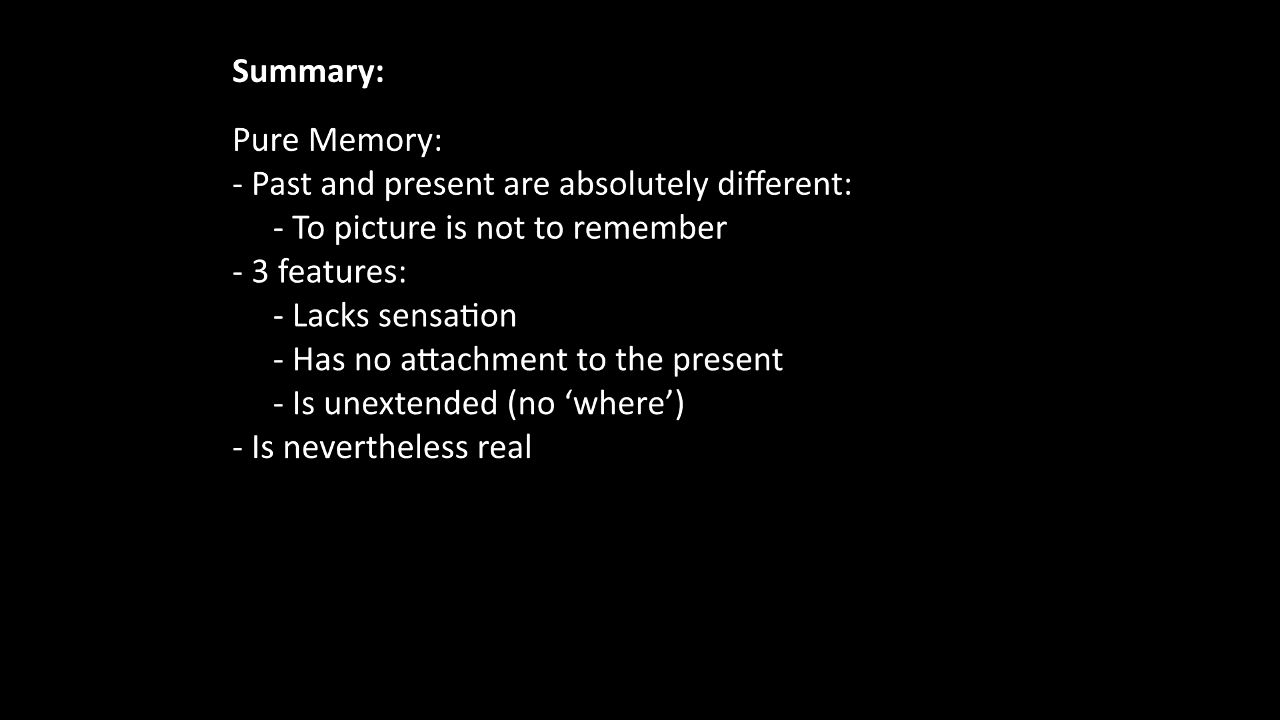 Summary:
Pure Memory:
- Past and present are absolutely different:
- To picture is not to remember
- 3 features:
- Lacks sensation
- Has no attachment to the present
- Is unextended (no ‘where’)
- Is nevertheless real